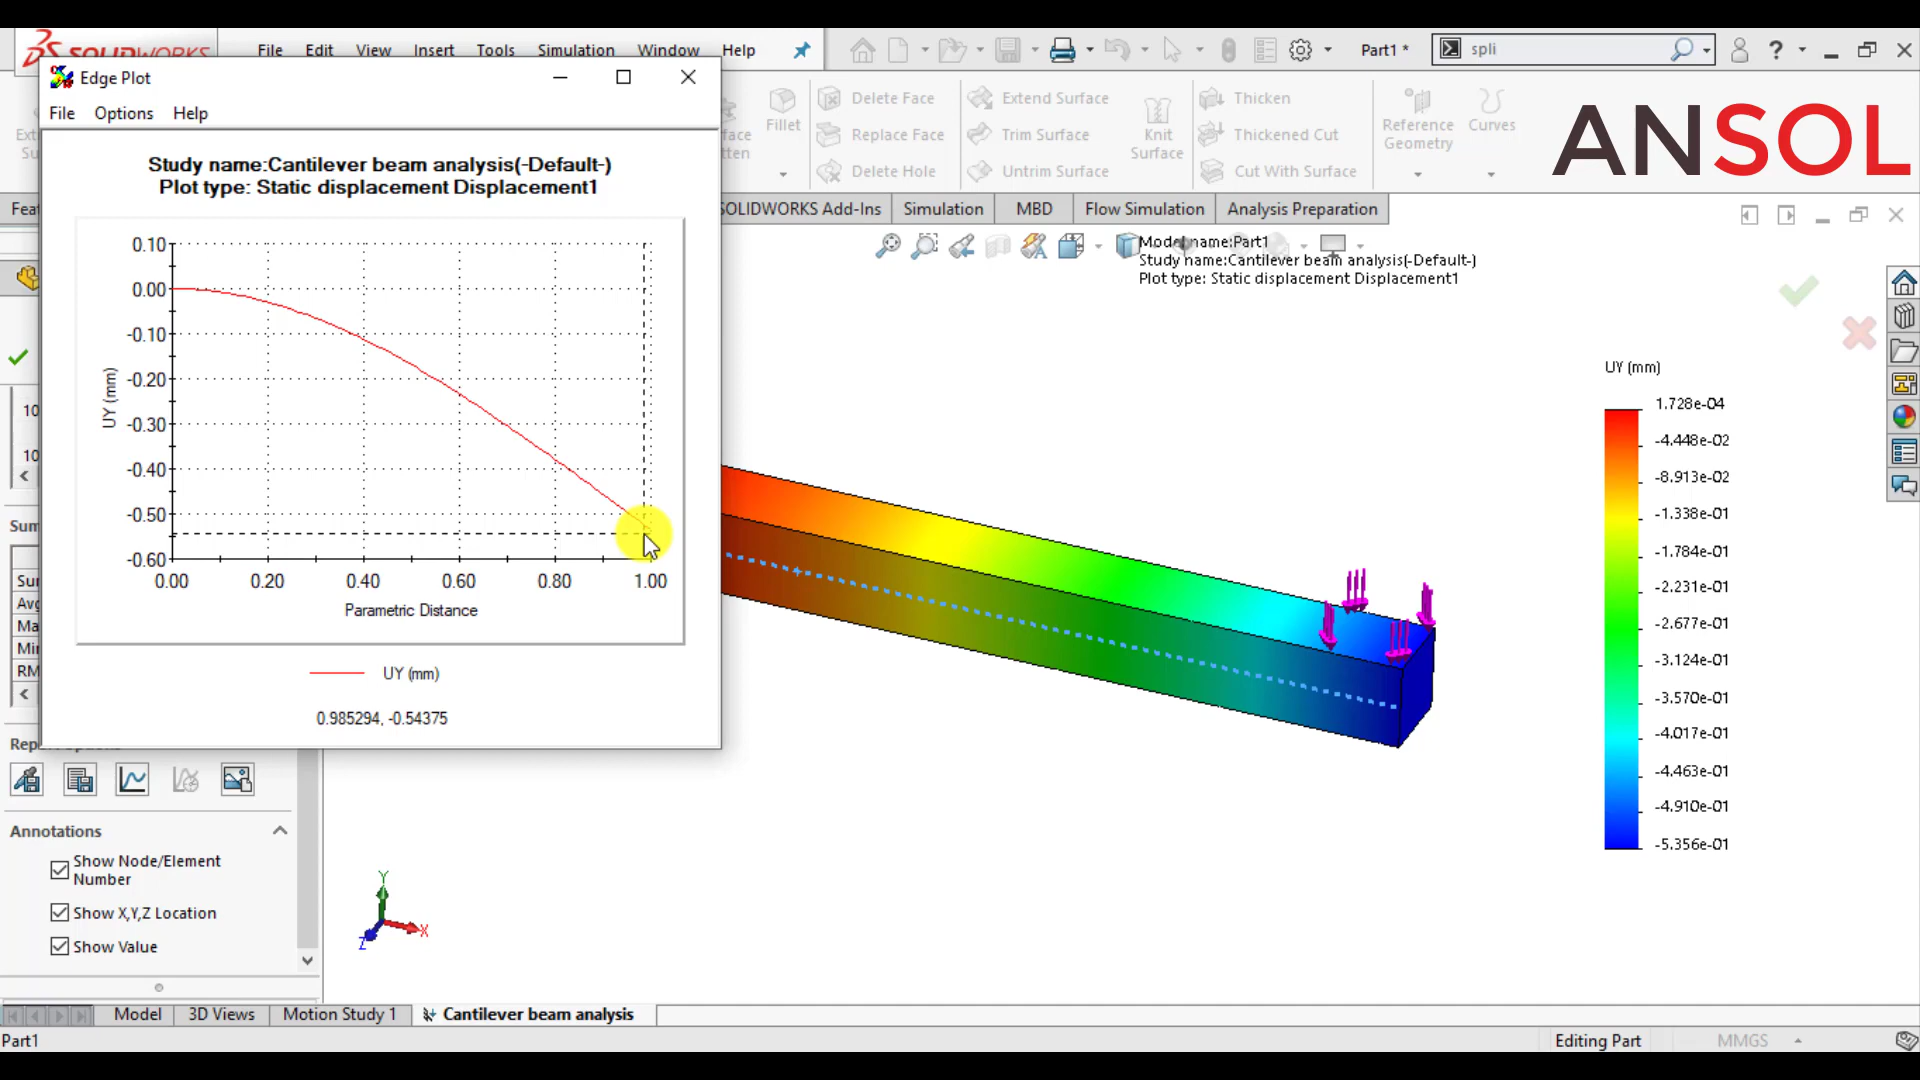 SOLIDWORKS
File Edit View Insert Tools Simulation Window Help
Part1 *
spli
?
Edge Plot
File Options Help
Fillet
Delete Face
Replace Face
Delete Hole
Extend Surface
Trim Surface
Untrim Surface
Knit
Surface
Thicken
Thickened Cut
Cut With Surface
Reference
Geometry
Curves
ANSOL
SOLIDWORKS Add-Ins Simulation MBD Flow Simulation Analysis Preparation
Study name:Cantilever beam analysis(-Default-)
Plot type: Static displacement Displacement1
0.10
0.00
-0.10
-0.20
-0.30
-0.40
-0.50
-0.60
UY (mm)
0.00 0.20 0.40 0.60 0.80 1.00
Parametric Distance
UY (mm)
0.985294, -0.54375
Model name:Part1
Study name:Cantilever beam analysis(-Default-)
Plot type: Static displacement Displacement1
UY (mm)
1.728e-04
-4.448e-02
-8.913e-02
-1.338e-01
-1.784e-01
-2.231e-01
-2.677e-01
-3.124e-01
-3.570e-01
-4.017e-01
-4.463e-01
-4.910e-01
-5.356e-01
10
10
Sum
Sur
Avg
Ma
Min
RM
Annotations
Show Node/Element
Number
Show X,Y,Z Location
Show Value
Y
X
Z
Model 3D Views Motion Study 1 Cantilever beam analysis
Part1
Editing Part
MMGS